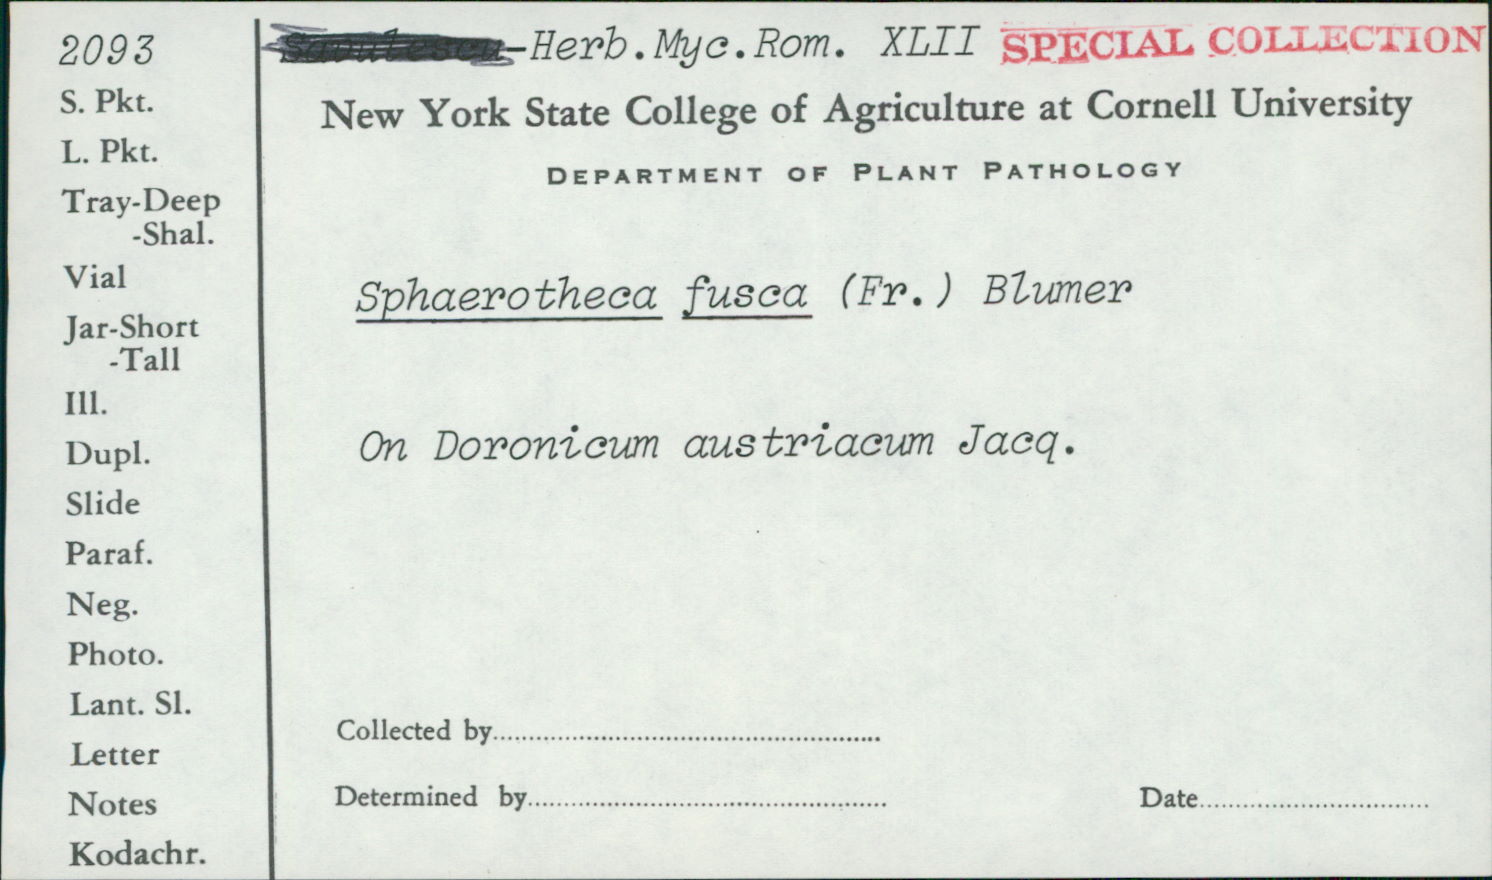 2093
S. Pkt.
L. Pkt.
Tray-Deep
-Shal.
Vial
Jar-Short
-Tall
Ill.
Dupl.
Slide
Paraf.
Neg.
Photo.
Lant. Sl.
Letter
Notes
Kodachr.
-Herb.Myc.Rom. XLII SPECIAL COLLECTION
New York State College of Agriculture at Cornell University
DEPARTMENT OF PLANT PATHOLOGY
Sphaerotheca fusca (Fr.) Blumer
On Doronicum austriacum Jacq.
Collected by
Determined by
Date